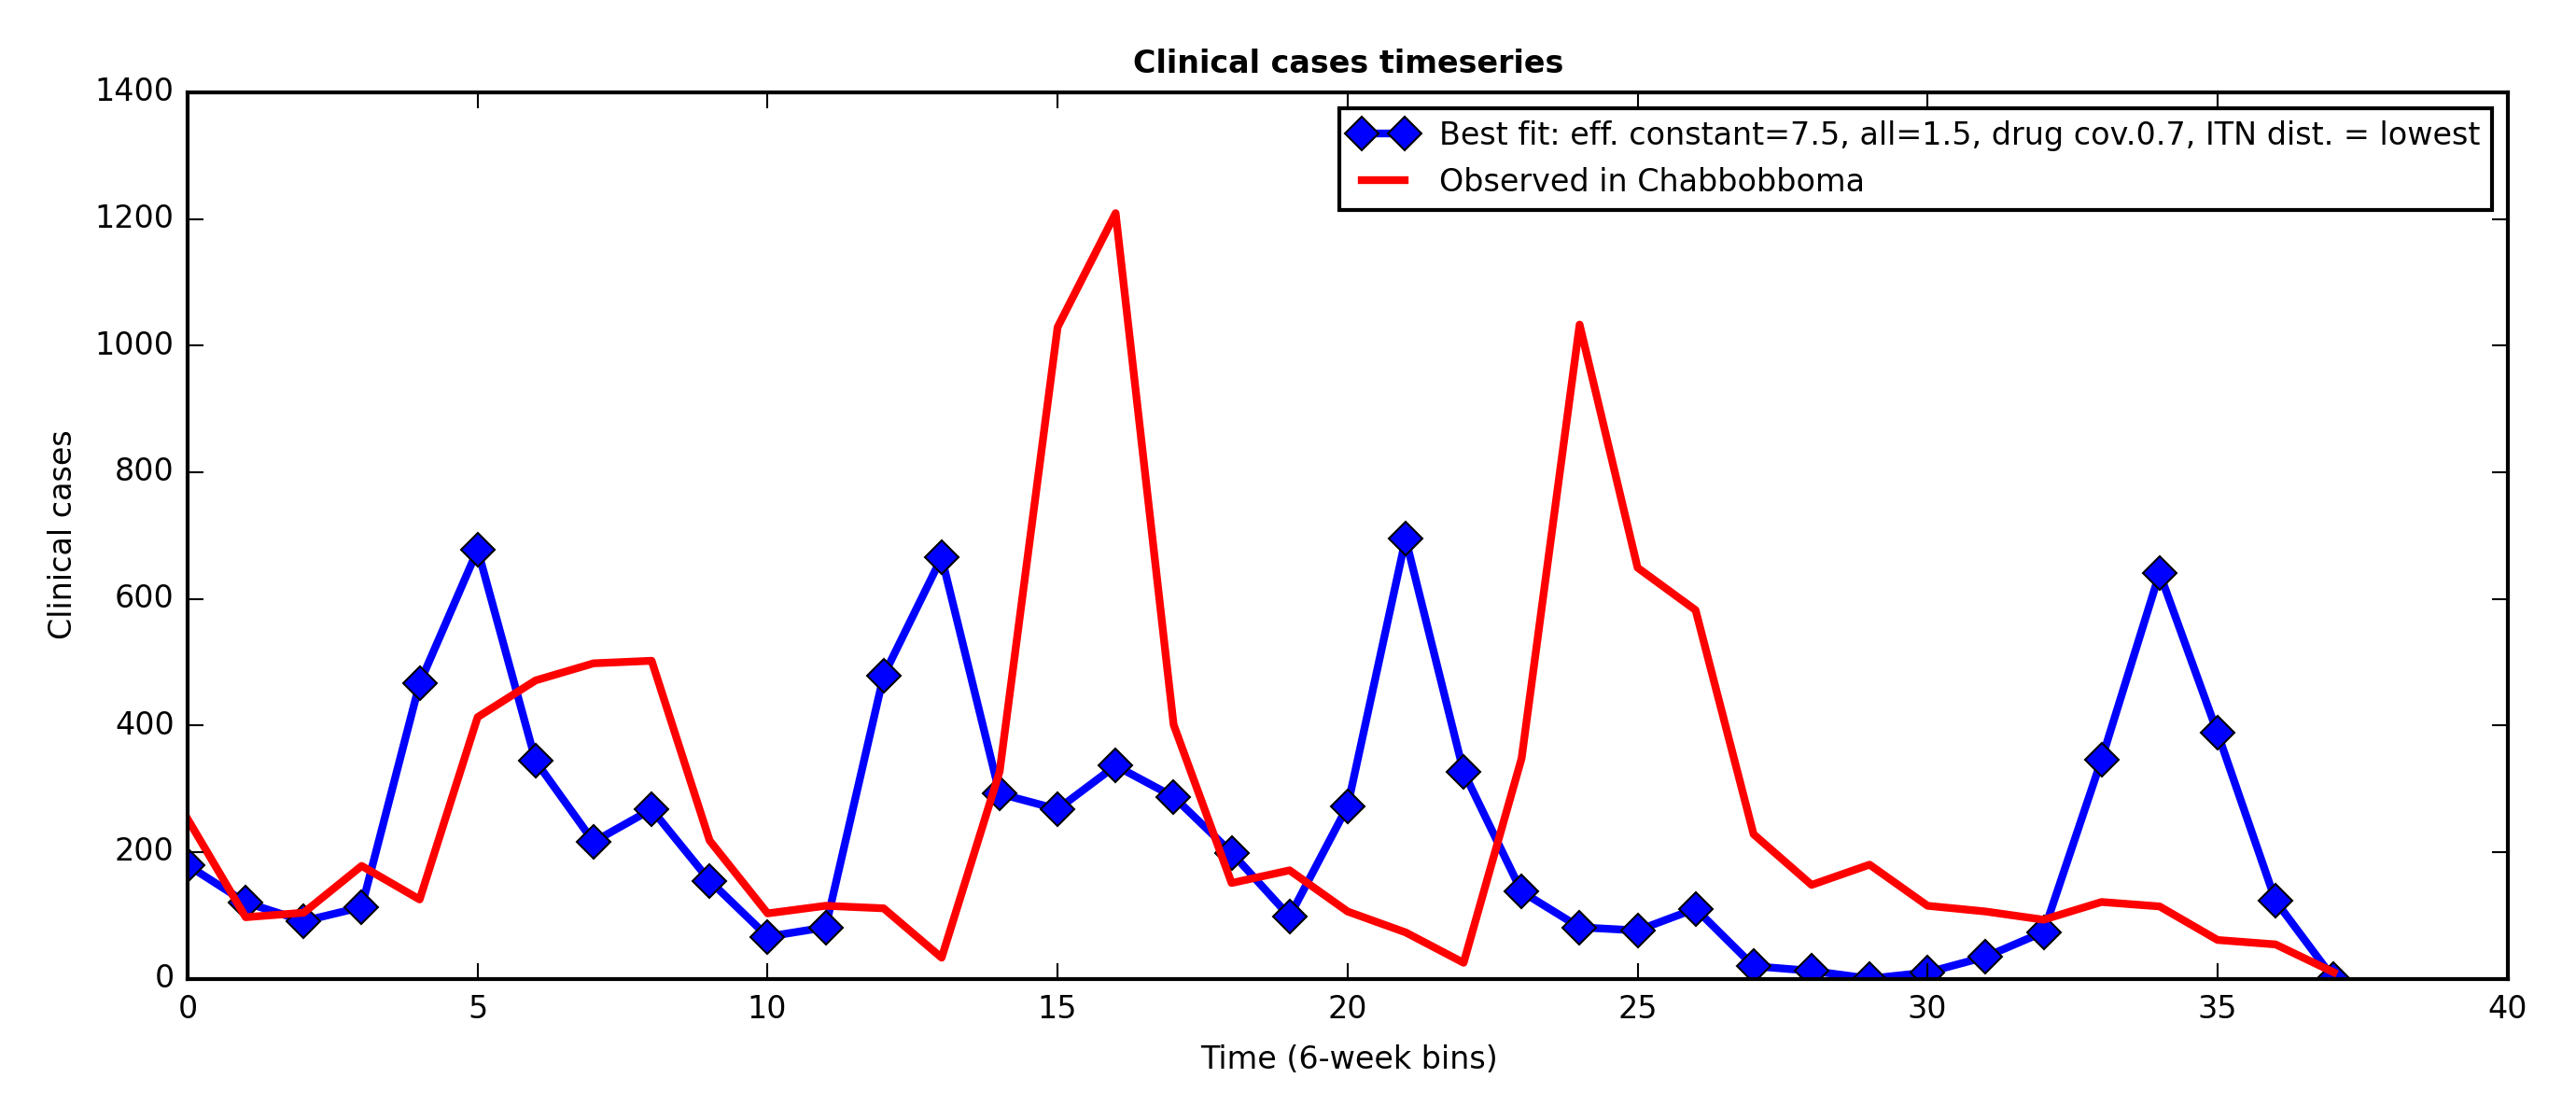 Clinical cases timeseries
1400
1200
1000
800
600
400
200
0
Clinical cases
Best fit: eff. constant=7.5, all=1.5, drug cov.0.7, ITN dist. = lowest
Observed in Chabbobboma
0 5 10 15 20 25 30 35 40
Time (6-week bins)